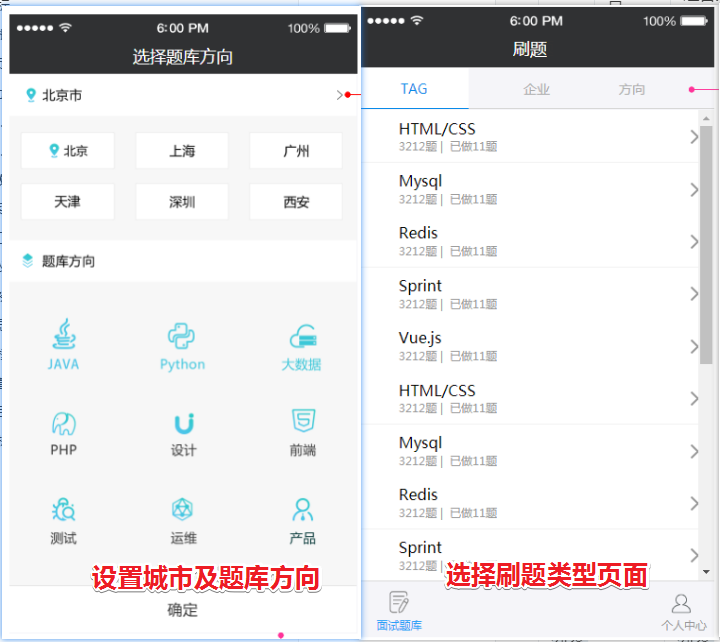 6:00 PM 100%
选择题库方向
北京市
北京 上海 广州
天津 深圳 西安
题库方向
JAVA Python 大数据
PHP 设计 前端
测试 运维 产品
设置城市及题库方向
确定
6:00 PM 100%
刷题
TAG 企业 方向
HTML/CSS
3212题 | 已做11题
Mysql
3212题 | 已做11题
Redis
3212题 | 已做11题
Sprint
3212题 | 已做11题
Vue.js
3212题 | 已做11题
HTML/CSS
3212题 | 已做11题
Mysql
3212题 | 已做11题
Redis
3212题 | 已做11题
Sprint
3212题 | 已做11题
选择刷题类型页面
面试题库 个人中心